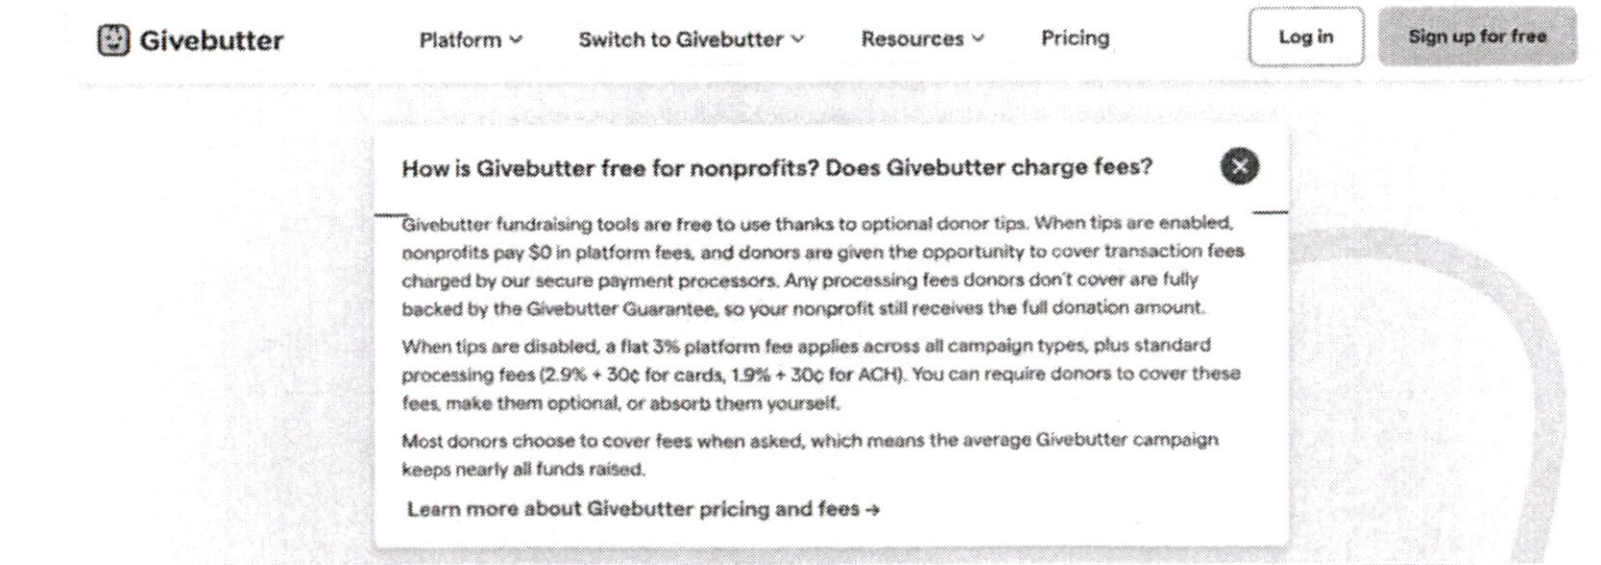 Givebutter
Platform
Switch to Givebutter
Resources
Pricing
Log in
Sign up for free
How is Givebutter free for nonprofits? Does Givebutter charge fees?
Givebutter fundraising tools are free to use thanks to optional donor tips. When tips are enabled,
nonprofits pay $0 in platform fees, and donors are given the opportunity to cover transaction fees
charged by our secure payment processors. Any processing fees donors don't cover are fully
backed by the Givebutter Guarantee, so your nonprofit still receives the full donation amount.
When tips are disabled, a flat 3% platform fee applies across all campaign types, plus standard
processing fees (2.9% + 30¢ for cards, 1.9% + 30¢ for ACH). You can require donors to cover these
fees, make them optional, or absorb them yourself.
Most donors choose to cover fees when asked, which means the average Givebutter campaign
keeps nearly all funds raised.
Learn more about Givebutter pricing and fees →